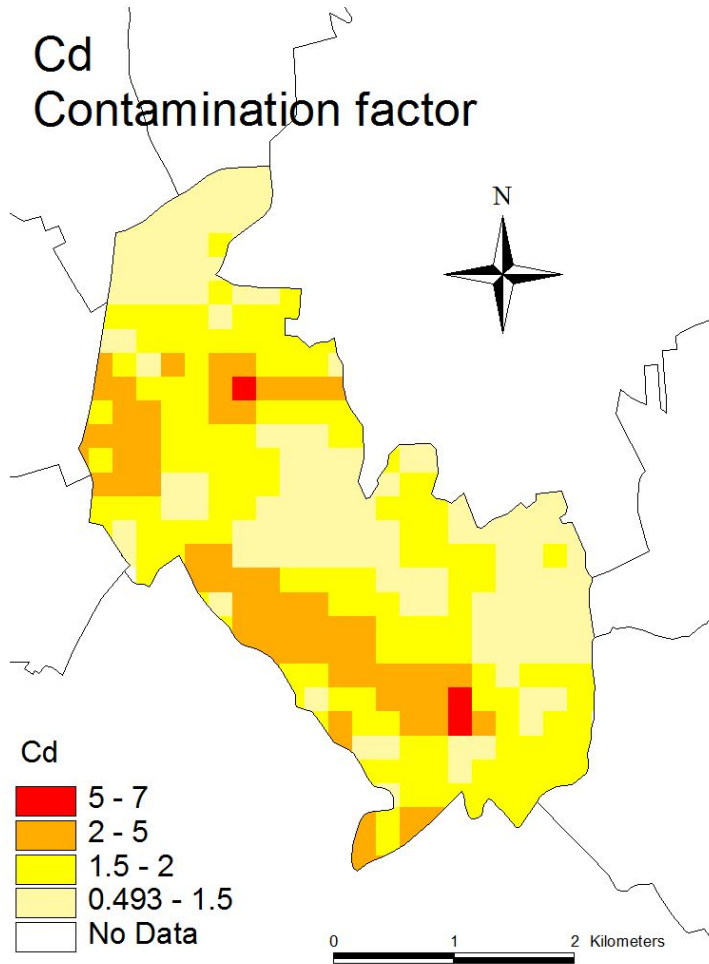 Cd
Contamination factor
N
Cd
5 - 7
2 - 5
1.5 - 2
0.493 - 1.5
No Data
0 1 2 Kilometers